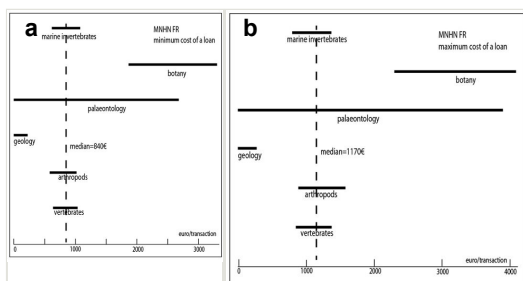 a
MNHN FR
minimum cost of a loan
marine invertebrates
botany
palaeontology
geology
median=840€
arthropods
vertebrates
euro/transaction
0 1000 2000 3000
b
MNHN FR
maximum cost of a loan
marine invertebrates
botany
palaeontology
geology
median=1170€
arthropods
vertebrates
euro/transaction
0 1000 2000 3000 4000